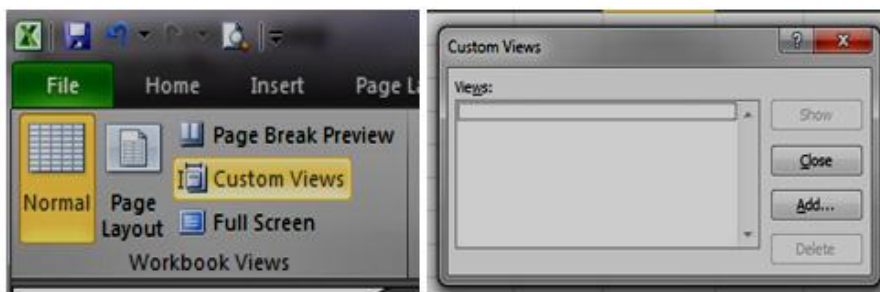 File Home Insert Page La
Normal
Page Layout
Page Break Preview
Custom Views
Full Screen
Workbook Views
Custom Views
Views:
Show
Close
Add...
Delete